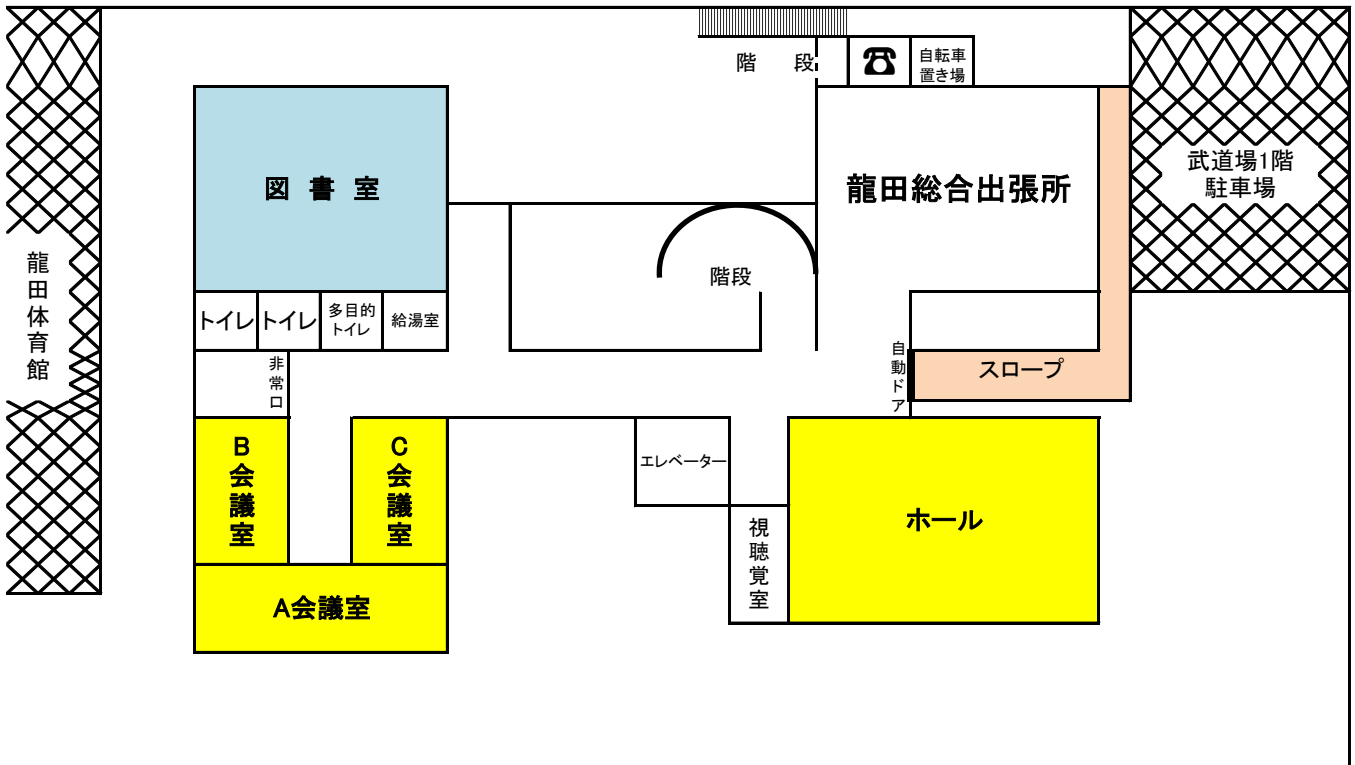 階　段
☎
自転車
置き場
図　書　室
龍田総合出張所
武道場1階
駐車場
龍田体育館
階段
トイレ
トイレ
多目的
トイレ
給湯室
非常口
自動ドア
スロープ
B会議室
C会議室
エレベーター
視聴覚室
ホール
A会議室